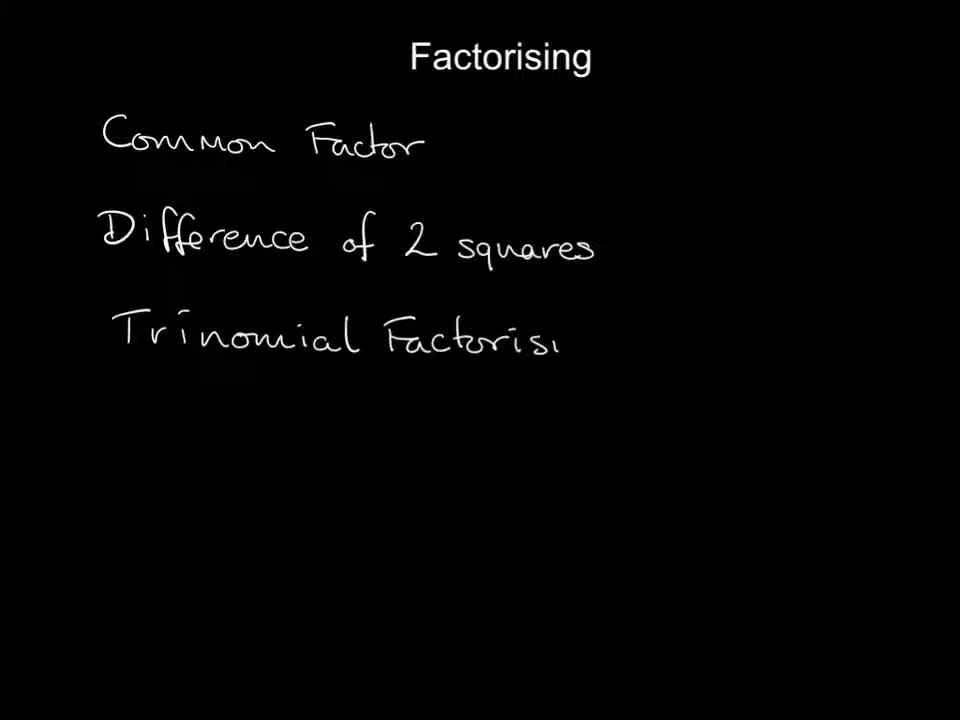 Factorising
Common Factor
Difference of 2 squares
Trinomial Factorisi